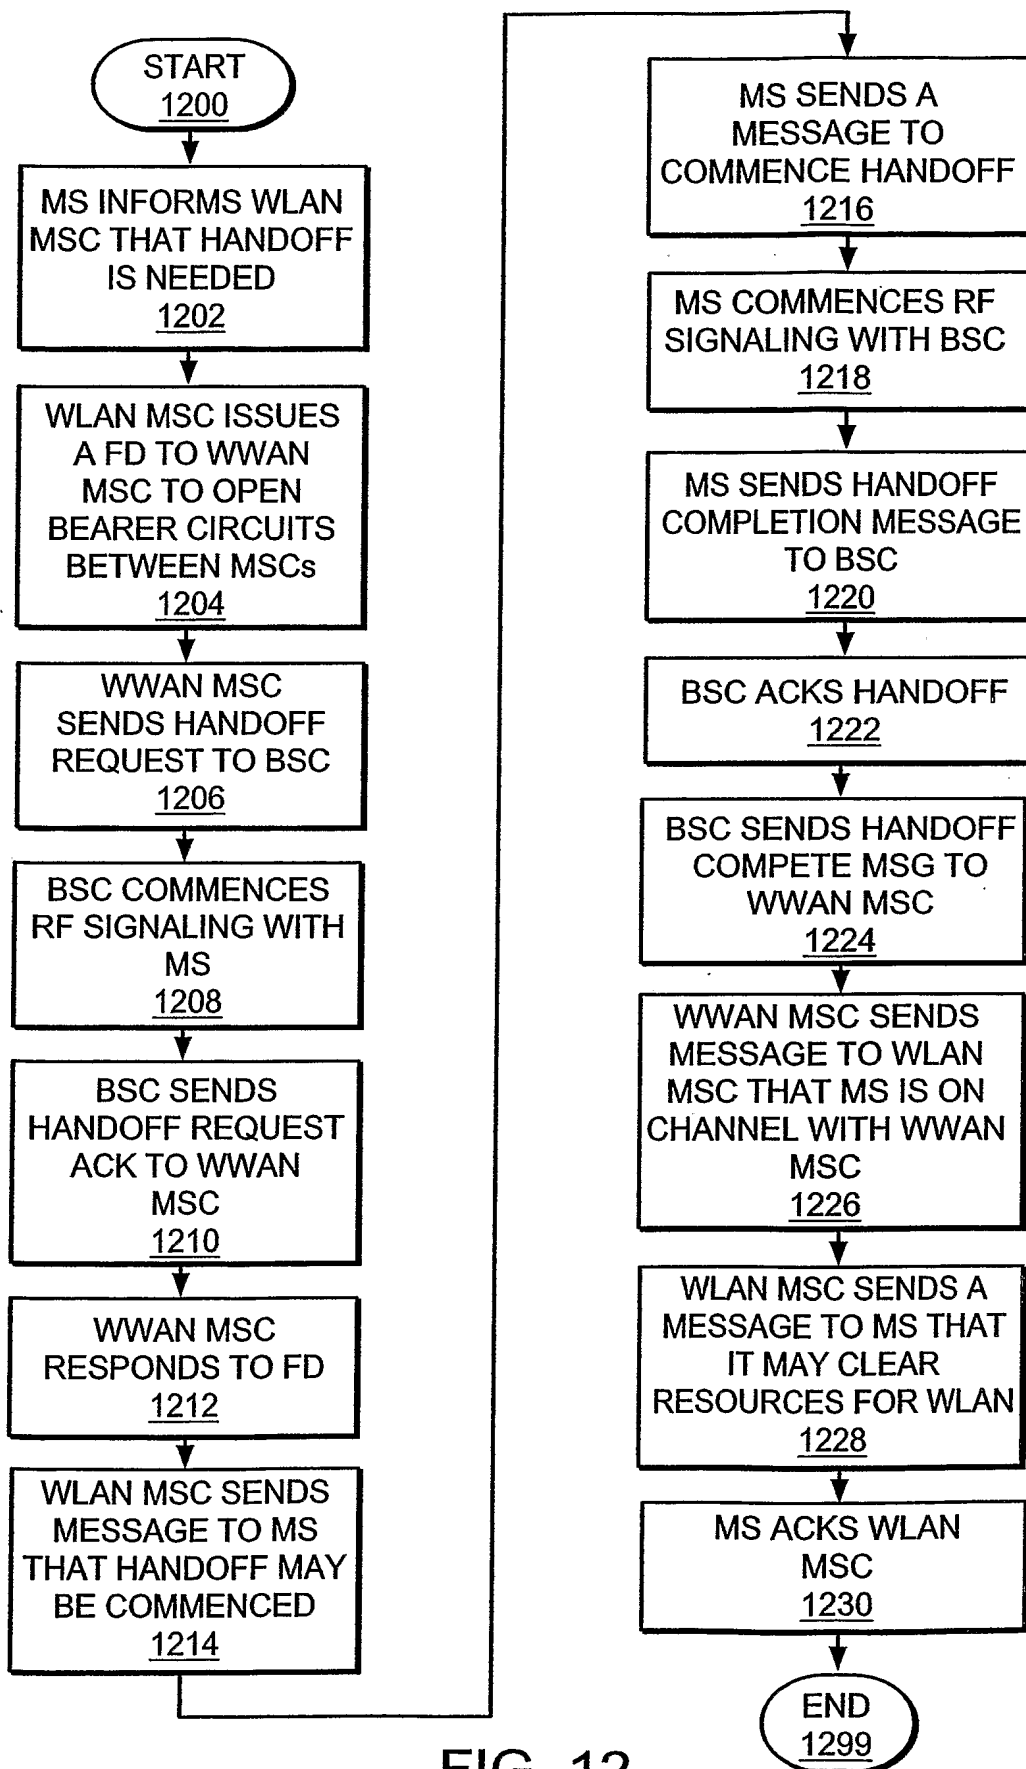 START
1200
MS INFORMS WLAN
MSC THAT HANDOFF
IS NEEDED
1202
WLAN MSC ISSUES
A FD TO WWAN
MSC TO OPEN
BEARER CIRCUITS
BETWEEN MSCs
1204
WWAN MSC
SENDS HANDOFF
REQUEST TO BSC
1206
BSC COMMENCES
RF SIGNALING WITH
MS
1208
BSC SENDS
HANDOFF REQUEST
ACK TO WWAN
MSC
1210
WWAN MSC
RESPONDS TO FD
1212
WLAN MSC SENDS
MESSAGE TO MS
THAT HANDOFF MAY
BE COMMENCED
1214
MS SENDS A
MESSAGE TO
COMMENCE HANDOFF
1216
MS COMMENCES RF
SIGNALING WITH BSC
1218
MS SENDS HANDOFF
COMPLETION MESSAGE
TO BSC
1220
BSC ACKS HANDOFF
1222
BSC SENDS HANDOFF
COMPETE MSG TO
WWAN MSC
1224
WWAN MSC SENDS
MESSAGE TO WLAN
MSC THAT MS IS ON
CHANNEL WITH WWAN
MSC
1226
WLAN MSC SENDS A
MESSAGE TO MS THAT
IT MAY CLEAR
RESOURCES FOR WLAN
1228
MS ACKS WLAN
MSC
1230
END
1299
FIG. 12